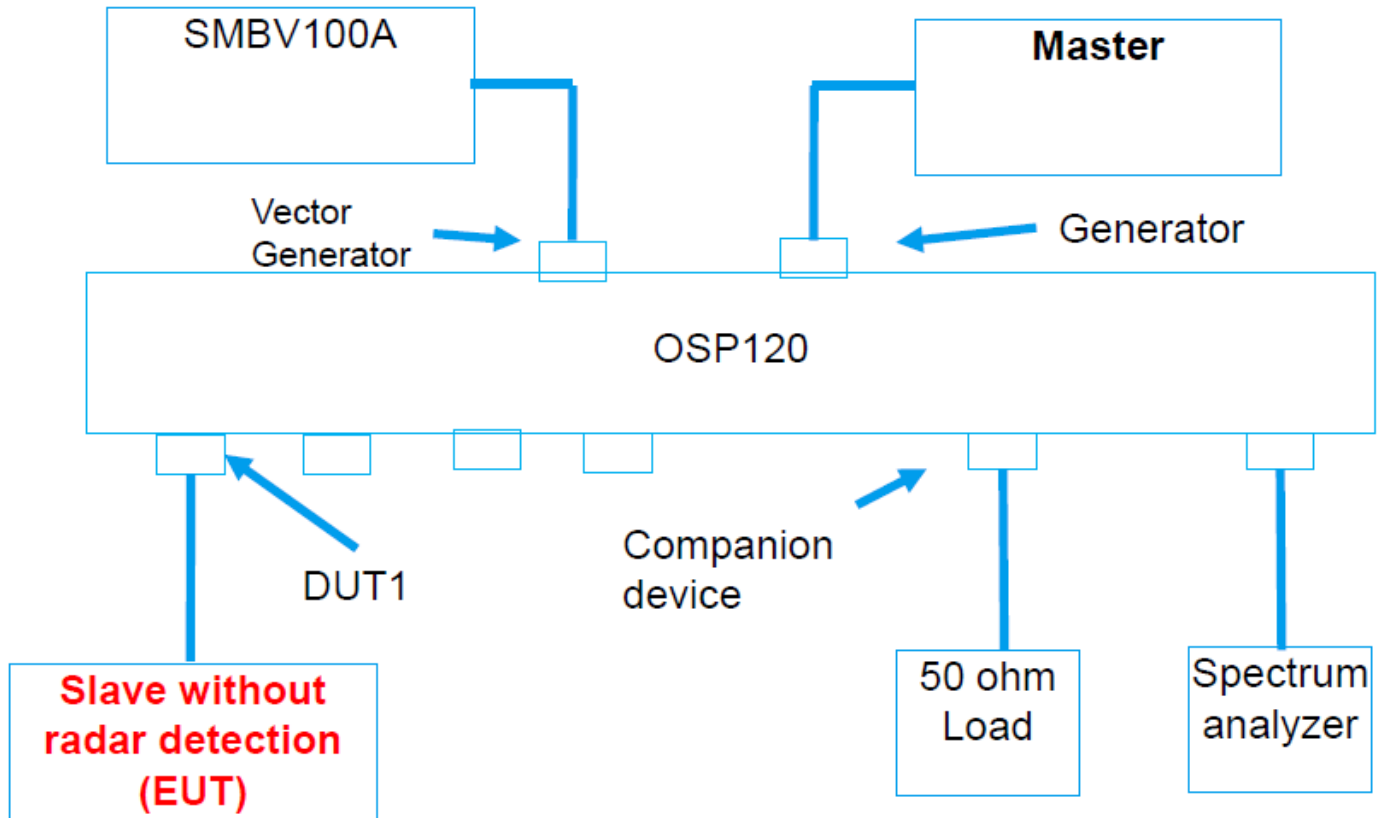 SMBV100A
Master
Vector
Generator
Generator
OSP120
DUT1
Companion
device
Slave without
radar detection
(EUT)
50 ohm
Load
Spectrum
analyzer